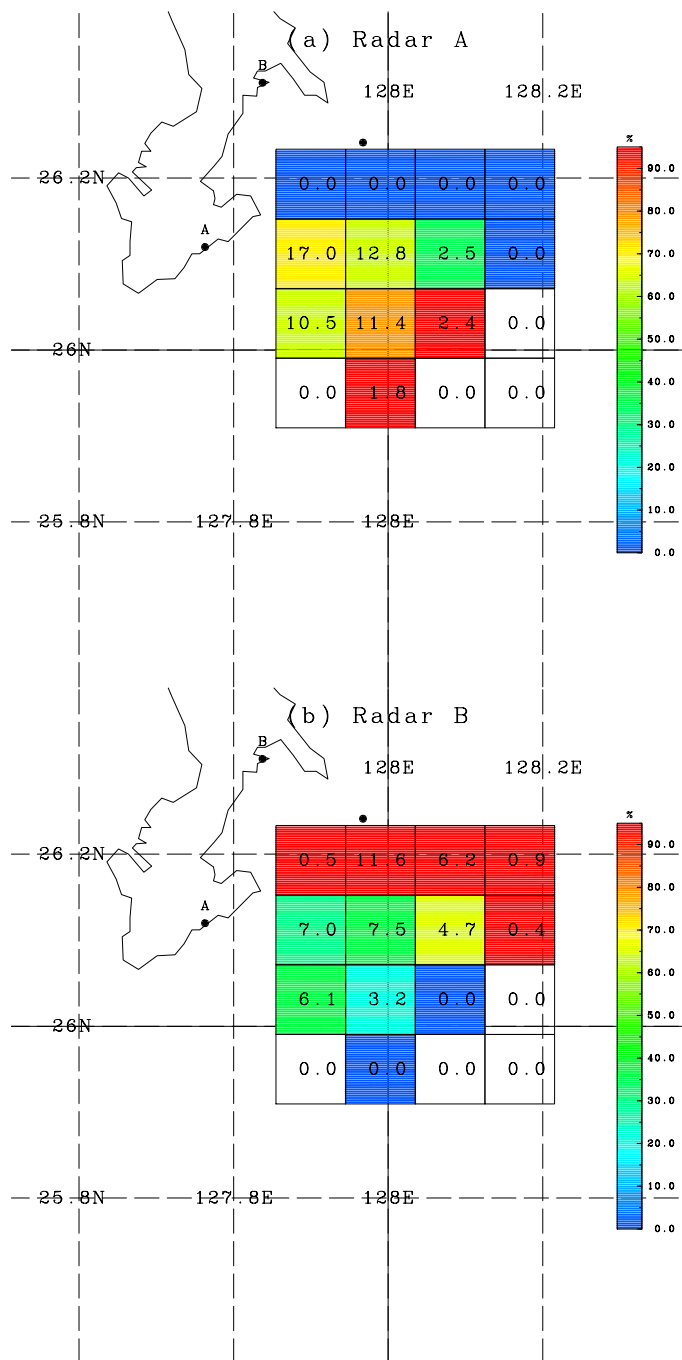 (a) Radar A
B
128E 128.2E
%
90.0
26.2N 0.0 0.0 0.0 0.0
80.0
A
17.0 12.8 2.5 0.0
70.0
60.0
10.5 11.4 2.4 0.0
50.0
26N
0.0 1.8 0.0 0.0
40.0
30.0
20.0
25.8N 127.8E 128E
10.0
0.0
(b) Radar B
B
128E 128.2E
%
90.0
26.2N 0.5 11.6 6.2 0.9
80.0
A
7.0 7.5 4.7 0.4
70.0
60.0
6.1 3.2 0.0 0.0
50.0
26N
0.0 0.0 0.0 0.0
40.0
30.0
20.0
25.8N 127.8E 128E
10.0
0.0